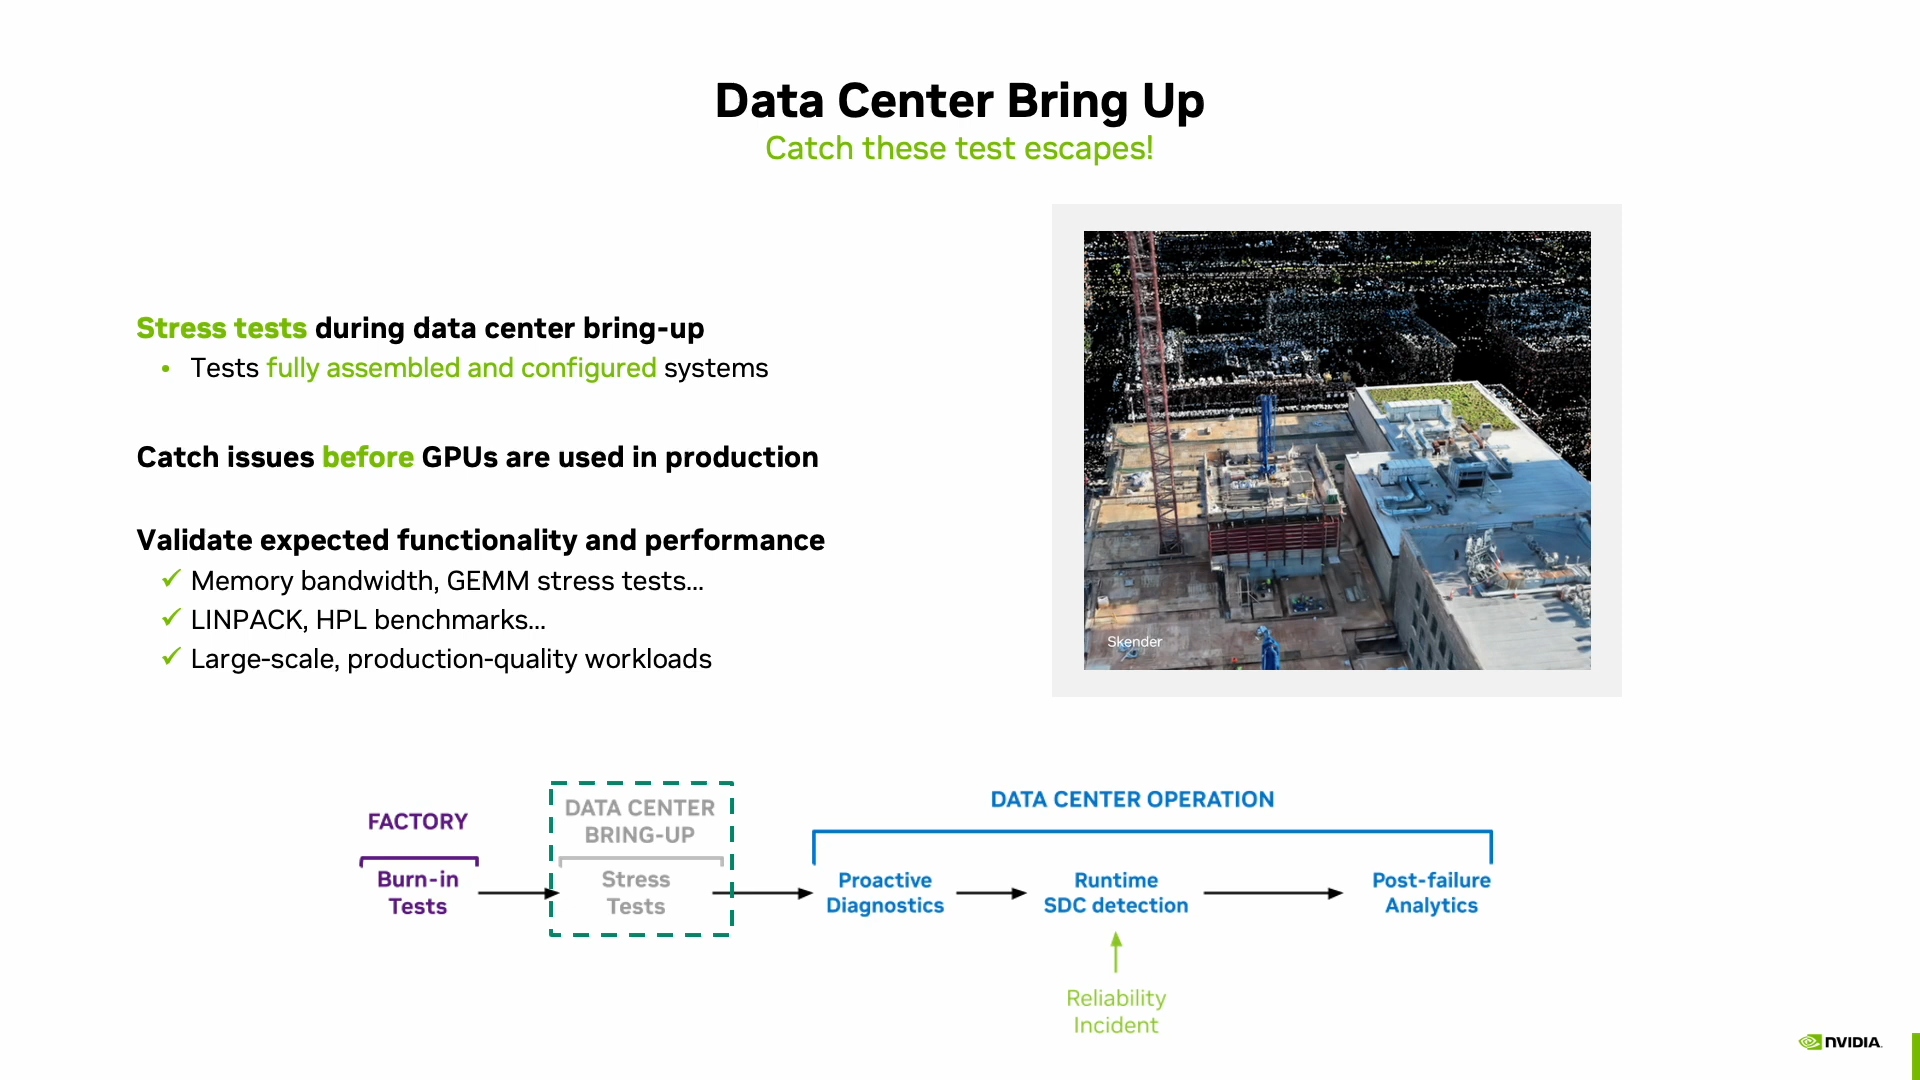 Data Center Bring Up
Catch these test escapes!
Stress tests during data center bring-up
• Tests fully assembled and configured systems
Catch issues before GPUs are used in production
Validate expected functionality and performance
✓ Memory bandwidth, GEMM stress tests...
✓ LINPACK, HPL benchmarks...
✓ Large-scale, production-quality workloads
Skender
FACTORY
Burn-in
Tests
DATA CENTER
BRING-UP
Stress
Tests
DATA CENTER OPERATION
Proactive
Diagnostics
Runtime
SDC detection
Post-failure
Analytics
Reliability
Incident
NVIDIA.